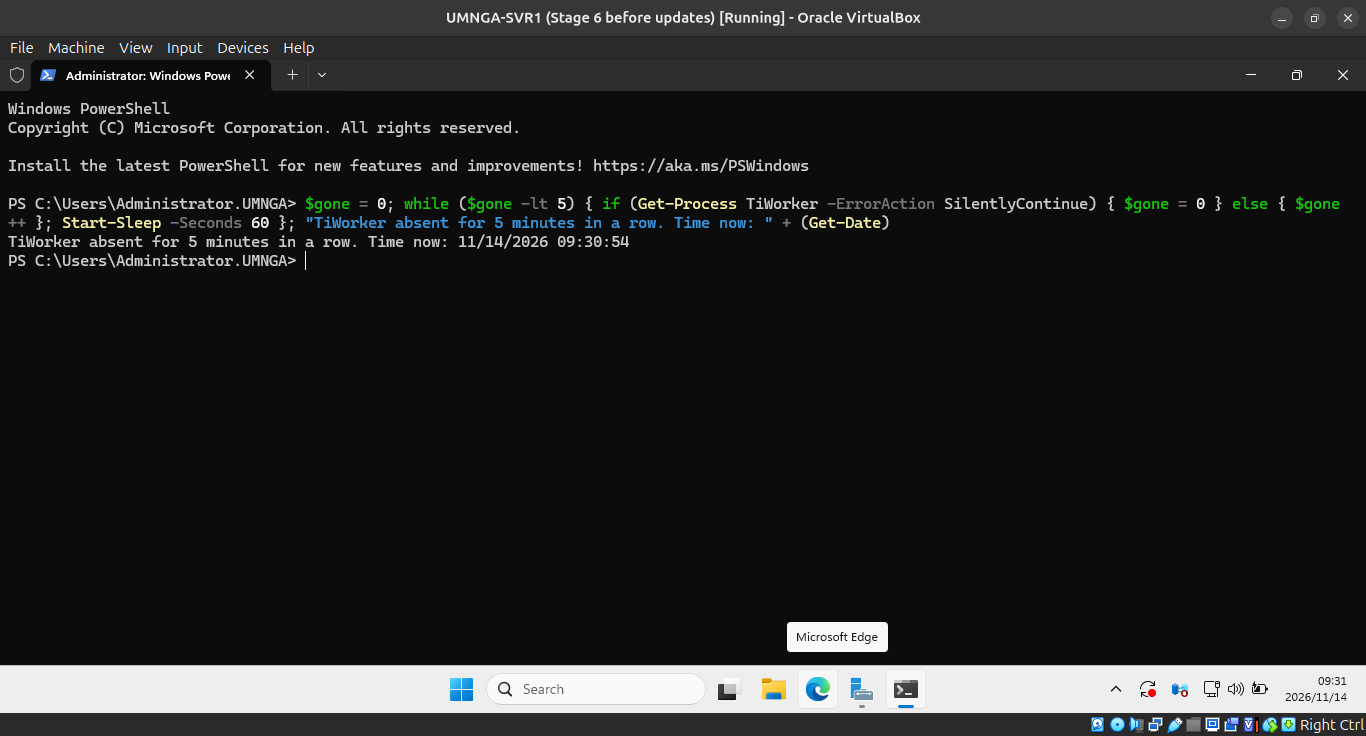 UMNGA-SVR1 (Stage 6 before updates) [Running] - Oracle VirtualBox
File Machine View Input Devices Help
Administrator: Windows Powe
Windows PowerShell
Copyright (C) Microsoft Corporation. All rights reserved.
Install the latest PowerShell for new features and improvements! https://aka.ms/PSWindows
PS C:\Users\Administrator.UMNGA> $gone = 0; while ($gone -lt 5) { if (Get-Process TiWorker -ErrorAction SilentlyContinue) { $gone = 0 } else { $gone
++ }; Start-Sleep -Seconds 60 }; "TiWorker absent for 5 minutes in a row. Time now: " + (Get-Date)
TiWorker absent for 5 minutes in a row. Time now: 11/14/2026 09:30:54
PS C:\Users\Administrator.UMNGA>
Microsoft Edge
Search
09:31
2026/11/14
Right Ctrl